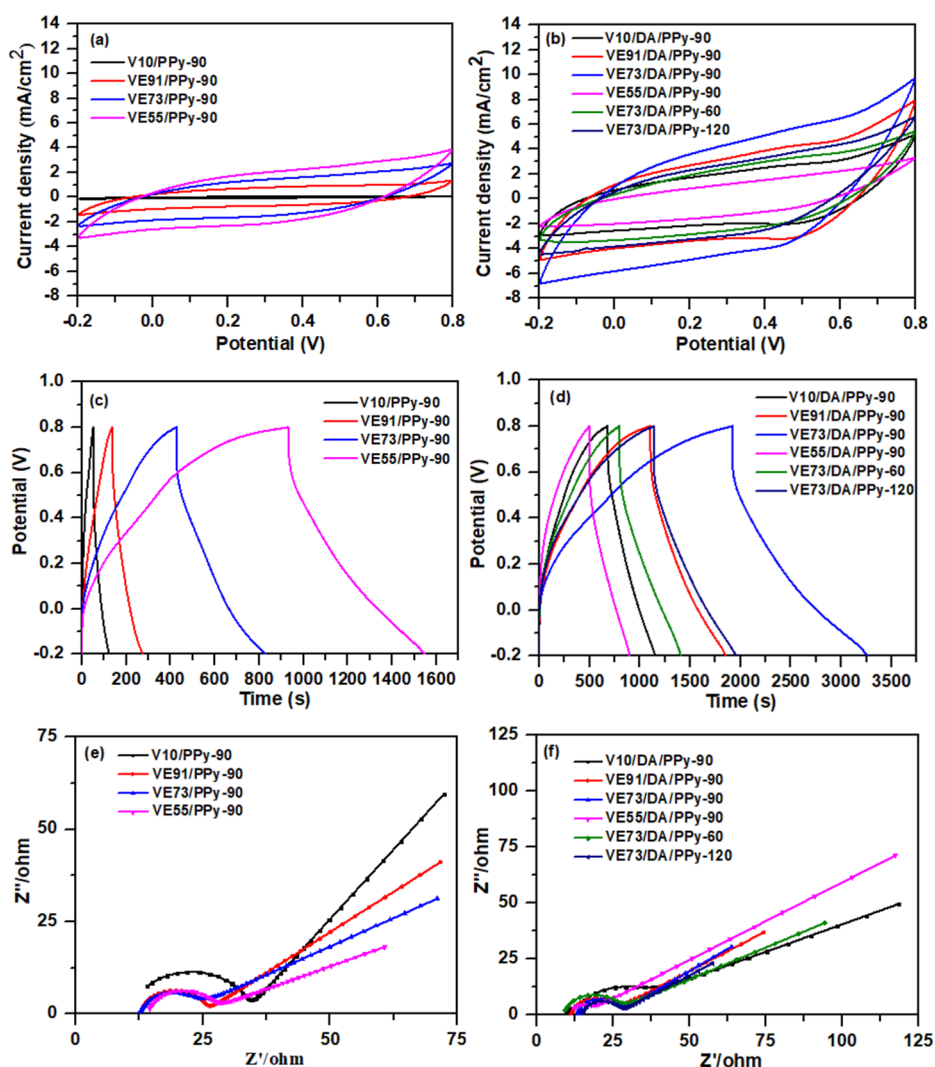 (a)
V10/PPy-90
VE91/PPy-90
VE73/PPy-90
VE55/PPy-90
Current density (mA/cm²)
14
12
10
8
6
4
2
0
-2
-4
-6
-8
-0.2 0.0 0.2 0.4 0.6 0.8
Potential (V)
(b)
V10/DA/PPy-90
VE91/DA/PPy-90
VE73/DA/PPy-90
VE55/DA/PPy-90
VE73/DA/PPy-60
VE73/DA/PPy-120
Current density (mA/cm²)
14
12
10
8
6
4
2
0
-2
-4
-6
-8
-0.2 0.0 0.2 0.4 0.6 0.8
Potential (V)
(c)
V10/PPy-90
VE91/PPy-90
VE73/PPy-90
VE55/PPy-90
Potential (V)
1.0
0.8
0.6
0.4
0.2
0.0
-0.2
0 200 400 600 800 1000 1200 1400 1600
Time (s)
(d)
V10/DA/PPy-90
VE91/DA/PPy-90
VE73/DA/PPy-90
VE55/DA/PPy-90
VE73/DA/PPy-60
VE73/DA/PPy-120
Potential (V)
1.0
0.8
0.6
0.4
0.2
0.0
-0.2
0 500 1000 1500 2000 2500 3000 3500
Time (s)
(e)
V10/PPy-90
VE91/PPy-90
VE73/PPy-90
VE55/PPy-90
Z''/ohm
75
50
25
0
0 25 50 75
Z'/ohm
(f)
V10/DA/PPy-90
VE91/DA/PPy-90
VE73/DA/PPy-90
VE55/DA/PPy-90
VE73/DA/PPy-60
VE73/DA/PPy-120
Z''/ohm
125
100
75
50
25
0
0 25 50 75 100 125
Z'/ohm